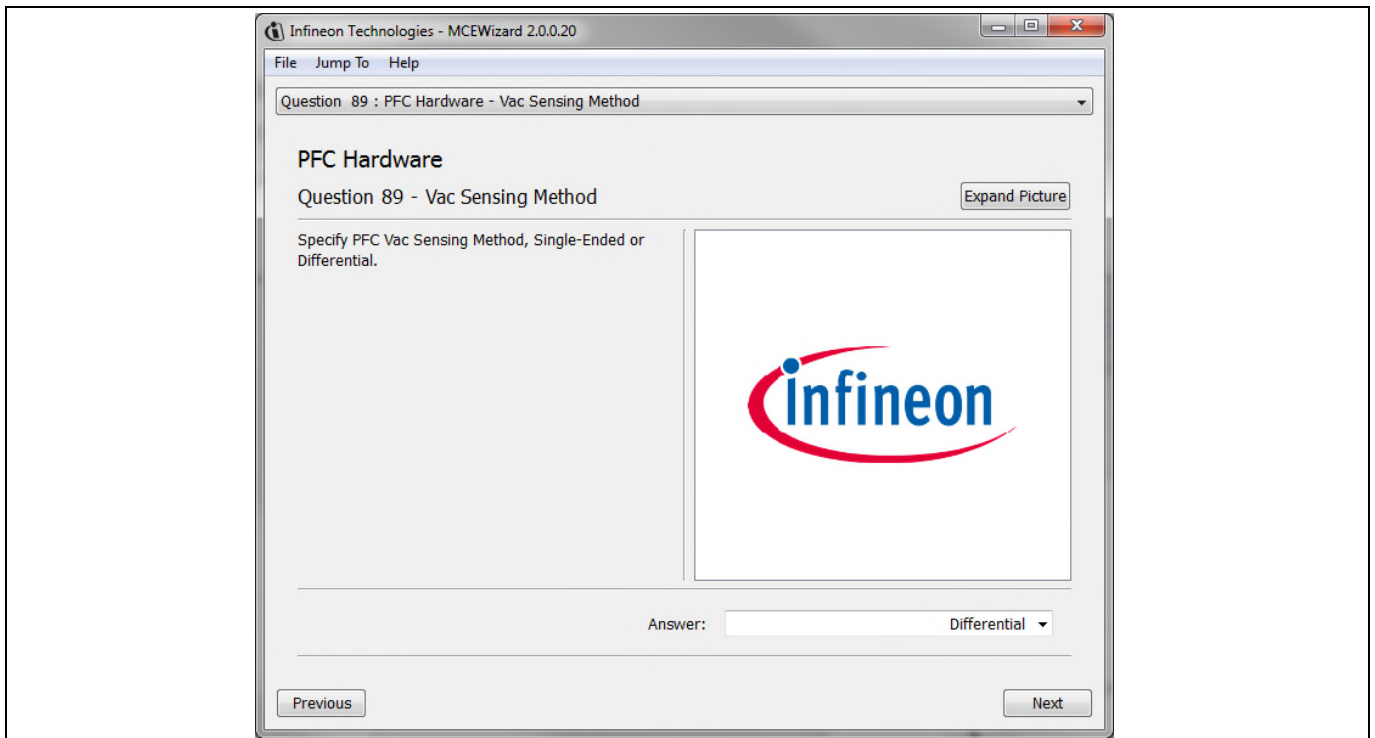 Infineon Technologies - MCEWizard 2.0.0.20
File Jump To Help
Question 89 : PFC Hardware - Vac Sensing Method
PFC Hardware
Question 89 - Vac Sensing Method
Expand Picture
Specify PFC Vac Sensing Method, Single-Ended or
Differential.
infineon
Answer: Differential
Previous Next